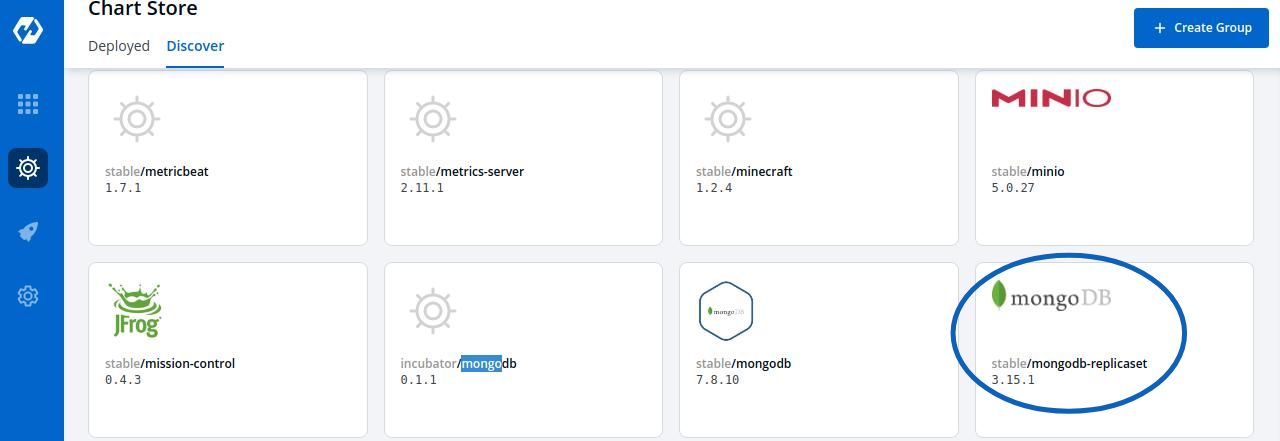 Chart Store
Deployed
Discover
+ Create Group
MINIO
stable/metricbeat
1.7.1
stable/metrics-server
2.11.1
stable/minecraft
1.2.4
stable/minio
5.0.27
JFrog
mongoDB
mongoDB
stable/mission-control
0.4.3
incubator/mongodb
0.1.1
stable/mongodb
7.8.10
stable/mongodb-replicaset
3.15.1